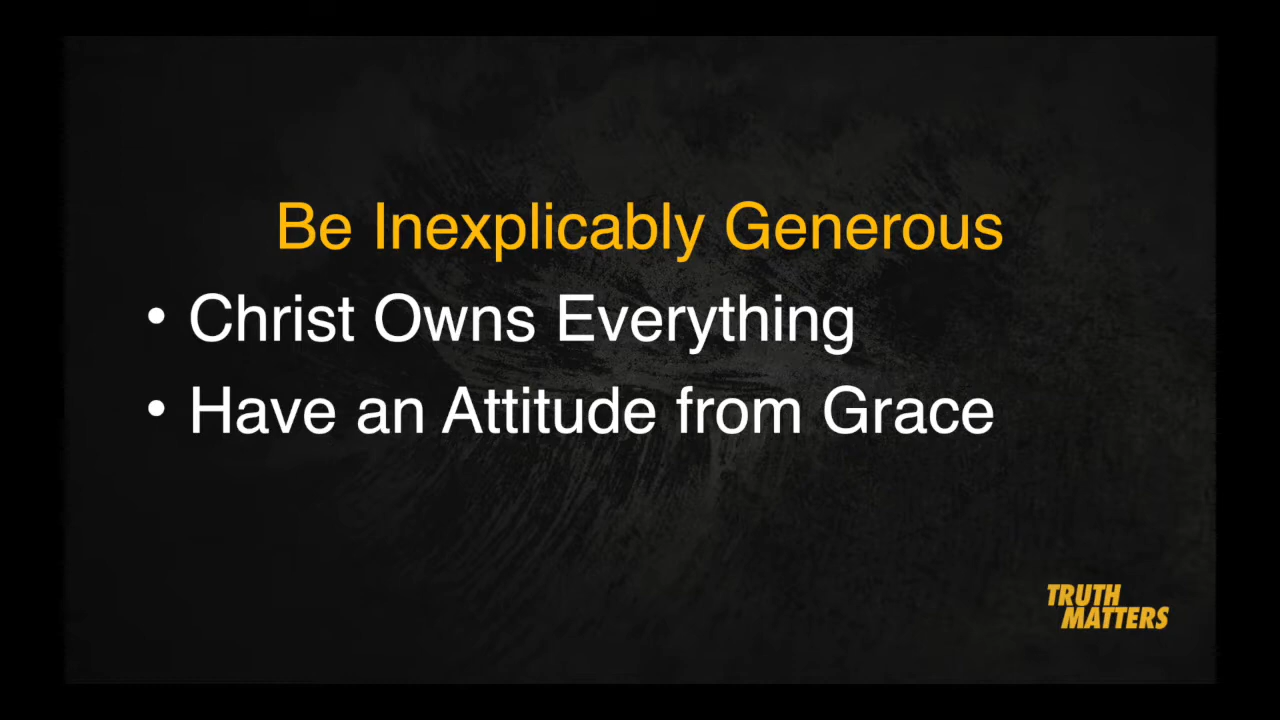 Be Inexplicably Generous
• Christ Owns Everything
• Have an Attitude from Grace
TRUTH
MATTERS